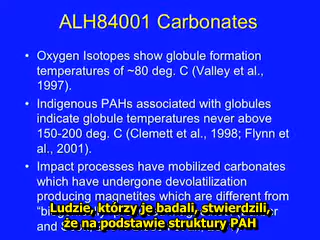 ALH84001 Carbonates
• Oxygen Isotopes show globule formation
temperatures of ~80 deg. C (Valley et al.,
1997).
• Indigenous PAHs associated with globules
indicate globule temperatures never above
150-200 deg. C (Clemett et al., 1998; Flynn
et al., 2001).
• Impact processes have mobilized carbonates
which have undergone devolatilization
producing magnetites which are different from
Ludzie, którzy je badali, stwierdzili,
że na podstawie struktury PAH